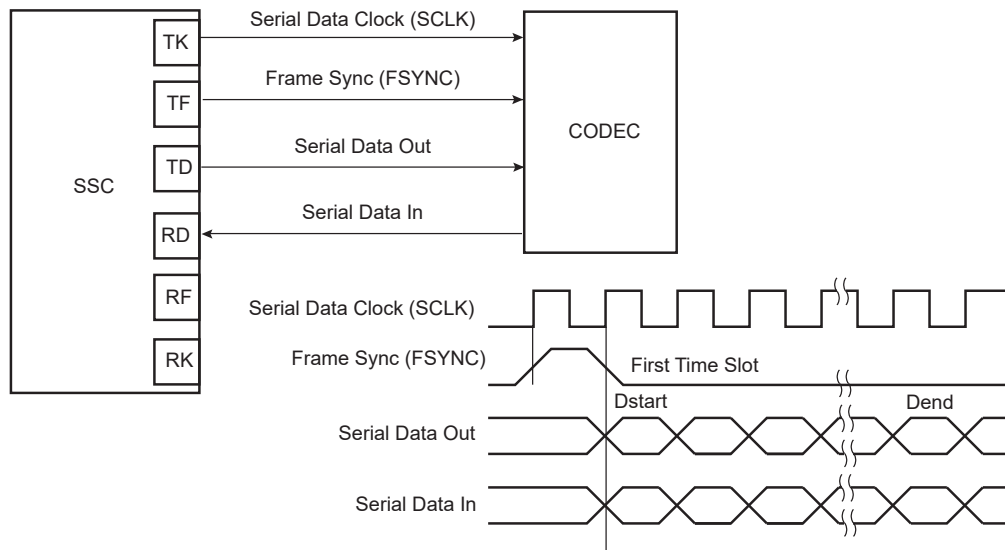 Serial Data Clock (SCLK)
TK
Frame Sync (FSYNC)
TF
CODEC
Serial Data Out
TD
SSC
Serial Data In
RD
RF
Serial Data Clock (SCLK)
RK
Frame Sync (FSYNC)
First Time Slot
Dstart
Dend
Serial Data Out
Serial Data In